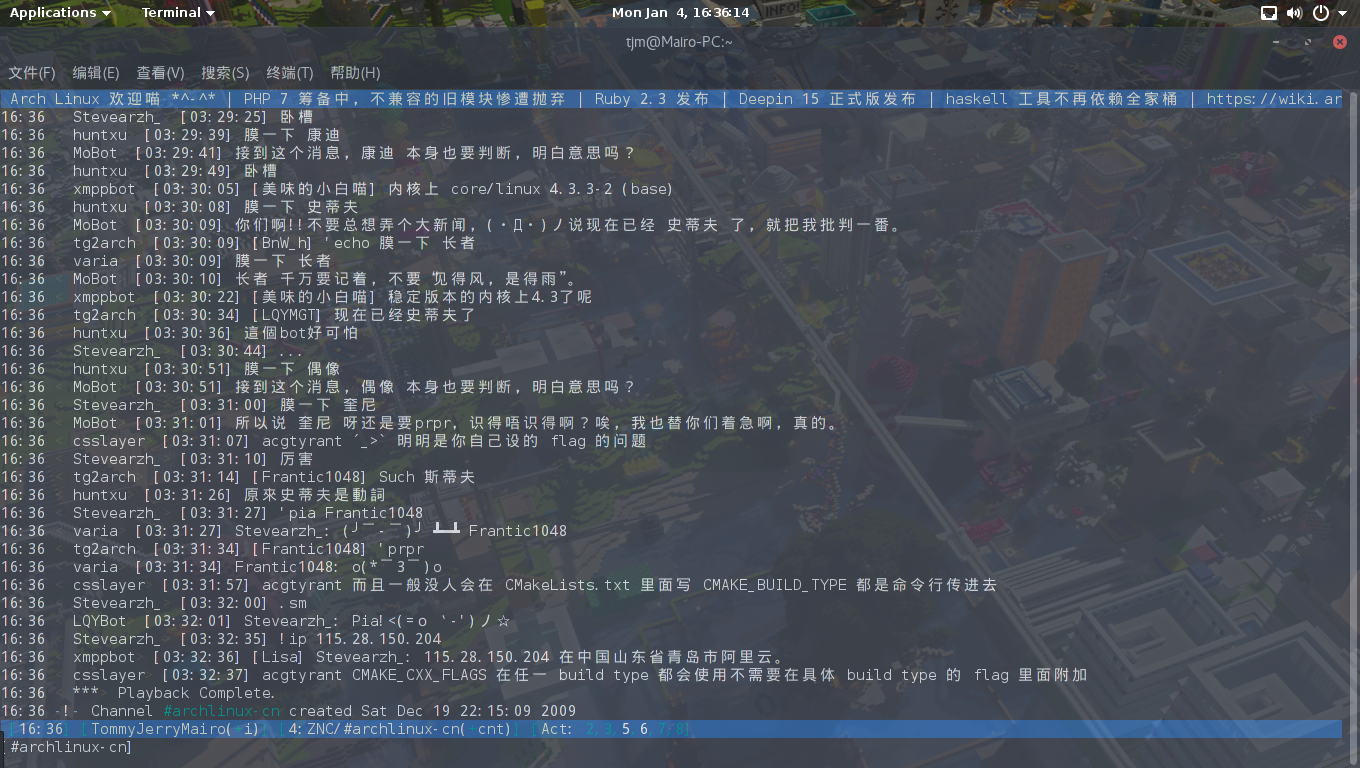 Applications Terminal Mon Jan 4, 16:36:14 INFO!
tjm@Mairo-PC:~
文件(F) 编辑(E) 查看(V) 搜索(S) 终端(T) 帮助(H)
Arch Linux 欢迎喵 *^-^* | PHP 7 筹备中，不兼容的旧模块惨遭抛弃 | Ruby 2.3 发布 | Deepin 15 正式版发布 | haskell 工具不再依赖全家桶 | https://wiki.ar
16:36 Stevearzh_ [03:29:25] 卧槽
16:36 huntxu [03:29:39] 膜一下 康迪
16:36 MoBot [03:29:41] 接到这个消息，康迪 本身也要判断，明白意思吗？
16:36 huntxu [03:29:49] 卧槽
16:36 xmppbot [03:30:05] [美味的小白喵] 内核上 core/linux 4.3.3-2 (base)
16:36 huntxu [03:30:08] 膜一下 史蒂夫
16:36 MoBot [03:30:09] 你们啊!!不要总想弄个大新闻，(・Д・)ノ说现在已经 史蒂夫 了，就把我批判一番。
16:36 tg2arch [03:30:09] [BnW_h] 'echo 膜一下 长者
16:36 varia [03:30:09] 膜一下 长者
16:36 MoBot [03:30:10] 长者 千万要记着，不要“见得风，是得雨”。
16:36 xmppbot [03:30:22] [美味的小白喵] 稳定版本的内核上4.3了呢
16:36 tg2arch [03:30:34] [LQYMGT] 现在已经史蒂夫了
16:36 huntxu [03:30:36] 這個bot好可怕
16:36 Stevearzh_ [03:30:44] ...
16:36 huntxu [03:30:51] 膜一下 偶像
16:36 MoBot [03:30:51] 接到这个消息，偶像 本身也要判断，明白意思吗？
16:36 Stevearzh_ [03:31:00] 膜一下 奎尼
16:36 MoBot [03:31:01] 所以说 奎尼 呀还是要prpr，识得唔识得啊？唉，我也替你们着急啊，真的。
16:36 csslayer [03:31:07] acgtyrant ´_>` 明明是你自己设的 flag 的问题
16:36 Stevearzh_ [03:31:10] 厉害
16:36 tg2arch [03:31:14] [Frantic1048] Such 斯蒂夫
16:36 huntxu [03:31:26] 原來史蒂夫是動詞
16:36 Stevearzh_ [03:31:27] 'pia Frantic1048
16:36 varia [03:31:27] Stevearzh_: (╯￣-￣)╯ ┻━┻ Frantic1048
16:36 tg2arch [03:31:34] [Frantic1048] 'prpr
16:36 varia [03:31:34] Frantic1048: o(*￣3￣)o
16:36 csslayer [03:31:57] acgtyrant 而且一般没人会在 CMakeLists.txt 里面写 CMAKE_BUILD_TYPE 都是命令行传进去
16:36 Stevearzh_ [03:32:00] .sm
16:36 LQYBot [03:32:01] Stevearzh_: Pia!<(=o ‵-′)ノ☆
16:36 Stevearzh_ [03:32:35] !ip 115.28.150.204
16:36 xmppbot [03:32:36] [Lisa] Stevearzh_: 115.28.150.204 在中国山东省青岛市阿里云。
16:36 csslayer [03:32:37] acgtyrant CMAKE_CXX_FLAGS 在任一 build type 都会使用不需要在具体 build type 的 flag 里面附加
16:36 *** Playback Complete.
16:36 -!- Channel #archlinux-cn created Sat Dec 19 22:15:09 2009
[16:36] [TommyJerryMairo(+i)] [4:ZNC/#archlinux-cn(+cnt)] [Act: 2,3,5,6,7,8]
[#archlinux-cn]